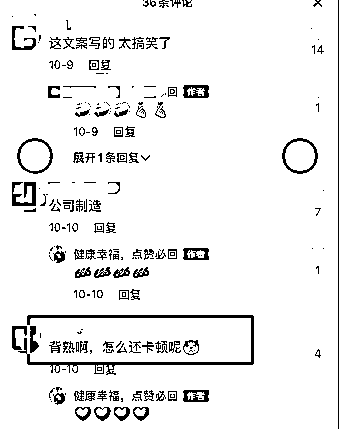 36条评论
这文案写的 太搞笑了
14
10-9 回复
回 作者
1
10-9 回复
展开1条回复
公司制造
7
10-10 回复
健康幸福，点赞必回 作者
1
10-10 回复
背熟啊，怎么还卡顿呢
4
10-10 回复
健康幸福，点赞必回 作者